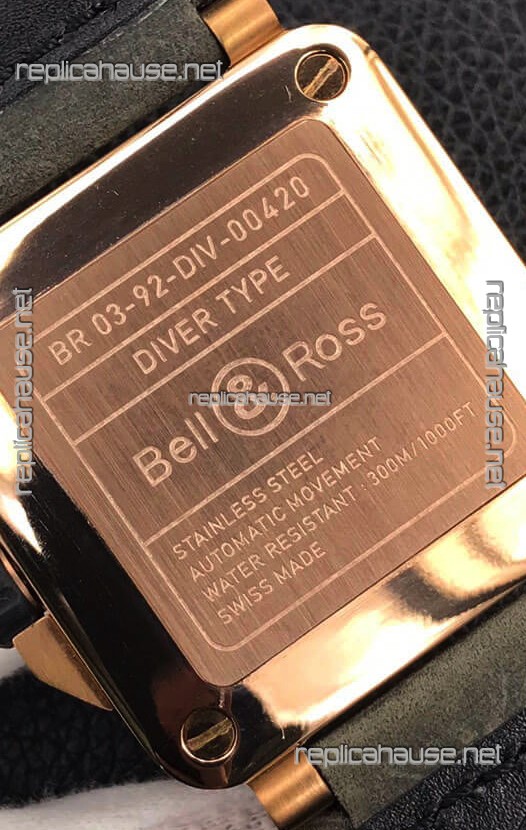 replicahause.net
BR 03-92-DIV-00420
DIVER TYPE
Bell & Ross
replicahause.net
replicahause.net
replicahause.net
STAINLESS STEEL
AUTOMATIC MOVEMENT
WATER RESISTANT : 300M/1000FT
SWISS MADE
replicahause.net